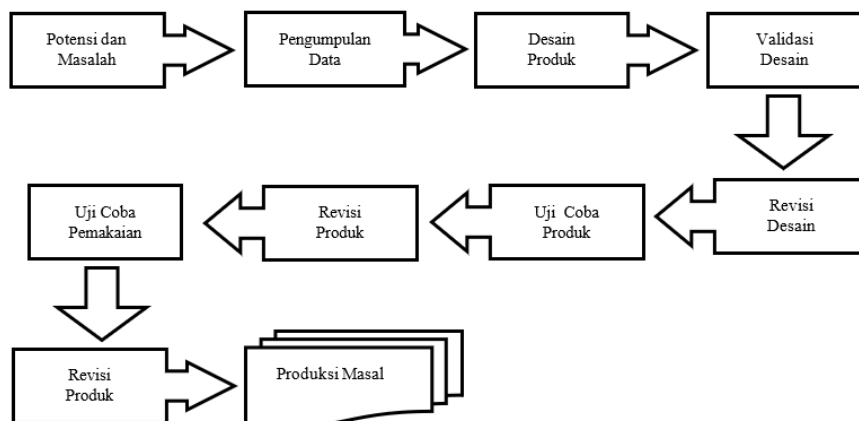 Potensi dan
Masalah
Pengumpulan
Data
Desain
Produk
Validasi
Desain
Revisi
Desain
Uji Coba
Produk
Revisi
Produk
Uji Coba
Pemakaian
Revisi
Produk
Produksi Masal